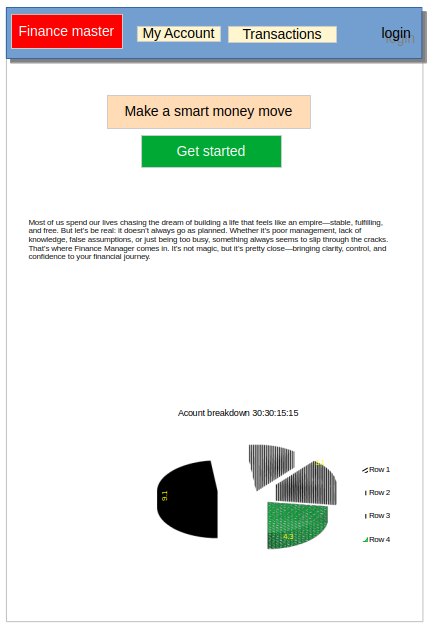 Finance master
My Account
Transactions
login
Make a smart money move
Get started
Most of us spend our lives chasing the dream of building a life that feels like an empire—stable, fulfilling,
and free. But let's be real: it doesn't always go as planned. Whether it's poor management, lack of
knowledge, false assumptions, or just being too busy, something always seems to slip through the cracks.
That's where Finance Manager comes in. It's not magic, but it's pretty close—bringing clarity, control, and
confidence to your financial journey.
Acount breakdown 30:30:15:15
9.1
4.3
Row 1
Row 2
Row 3
Row 4